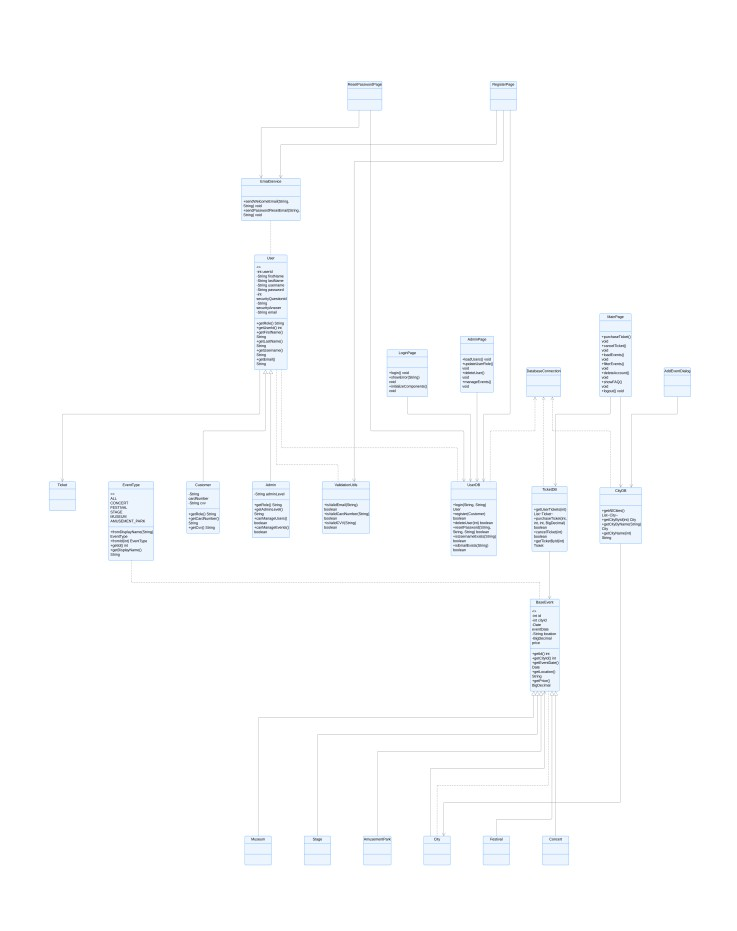 ResetPasswordPage
RegisterPage
EmailService
+sendWelcomeEmail(String,
String) void
+sendPasswordResetEmail(String,
String) void
User
<>
-int userId
-String firstName
-String lastName
-String username
-String password
-int
securityQuestionId
-String
securityAnswer
-String email
+getRole() String
+getUserId() int
+getFirstName()
String
+getLastName()
String
+getUsername()
String
+getEmail()
String
LoginPage
+login() void
+showError(String)
void
+initializeComponents()
void
AdminPage
+loadUsers() void
+updateUserRole()
void
+deleteUser()
void
+manageEvents()
DatabaseConnection
MainPage
+purchaseTicket()
void
+cancelTicket()
void
+loadEvents()
void
+filterEvents()
void
+deleteAccount()
void
+showFAQ()
void
+logout() void
AddEventDialog
Ticket
EventType
<>
ALL
CONCERT
FESTIVAL
STAGE
MUSEUM
AMUSEMENT_PARK
+fromDisplayName(String)
EventType
+fromId(int) EventType
+getId() int
+getDisplayName()
String
Customer
-String
cardNumber
-String cvv
+getRole() String
+getCardNumber()
String
+getCvv() String
Admin
-String adminLevel
+getRole() String
+getAdminLevel()
String
+canManageUsers()
boolean
+canManageEvents()
ValidationUtils
+isValidEmail(String)
boolean
+isValidCardNumber(String)
boolean
+isValidCVV(String)
boolean
UserDB
+login(String, String)
User
+registerCustomer
boolean
+deleteUser(int) boolean
+resetPassword(String,
String, String) boolean
+isUsernameExists(String)
boolean
+isEmailExists(String)
boolean
TicketDB
+getUserTickets(int)
List~Ticket~
+purchaseTicket(int,
int, int, BigDecimal)
boolean
+cancelTicket(int)
boolean
+getTicketById(int)
Ticket
CityDB
+getAllCities()
List~City~
+getCityById(int) City
+getCityByName(String)
City
+getCityName(int)
String
BaseEvent
<>
-int id
-int cityId
-Date
eventDate
-String location
-BigDecimal
price
+getId() int
+getCityId() int
+getEventDate()
Date
+getLocation()
String
+getPrice()
BigDecimal
Museum
Stage
AmusementPark
City
Festival
Concert